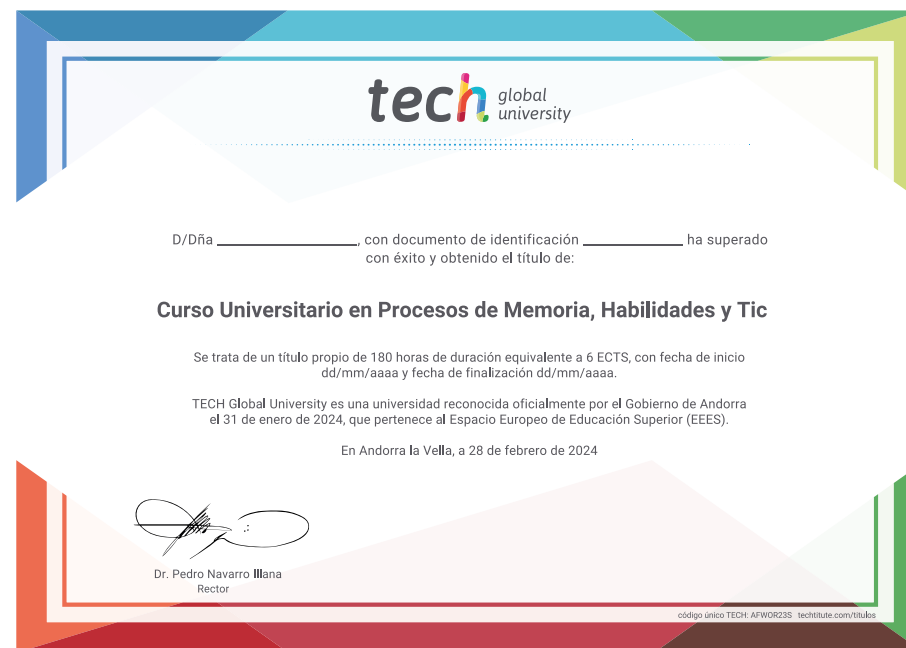 tech global university
D/Dña ____________, con documento de identificación ____________ ha superado
con éxito y obtenido el título de:
Curso Universitario en Procesos de Memoria, Habilidades y Tic
Se trata de un título propio de 180 horas de duración equivalente a 6 ECTS, con fecha de inicio
dd/mm/aaaa y fecha de finalización dd/mm/aaaa.
TECH Global University es una universidad reconocida oficialmente por el Gobierno de Andorra
el 31 de enero de 2024, que pertenece al Espacio Europeo de Educación Superior (EEES).
En Andorra la Vella, a 28 de febrero de 2024
Dr. Pedro Navarro Illana
Rector
código único TECH: AFWOR23S techtitute.com/titulos